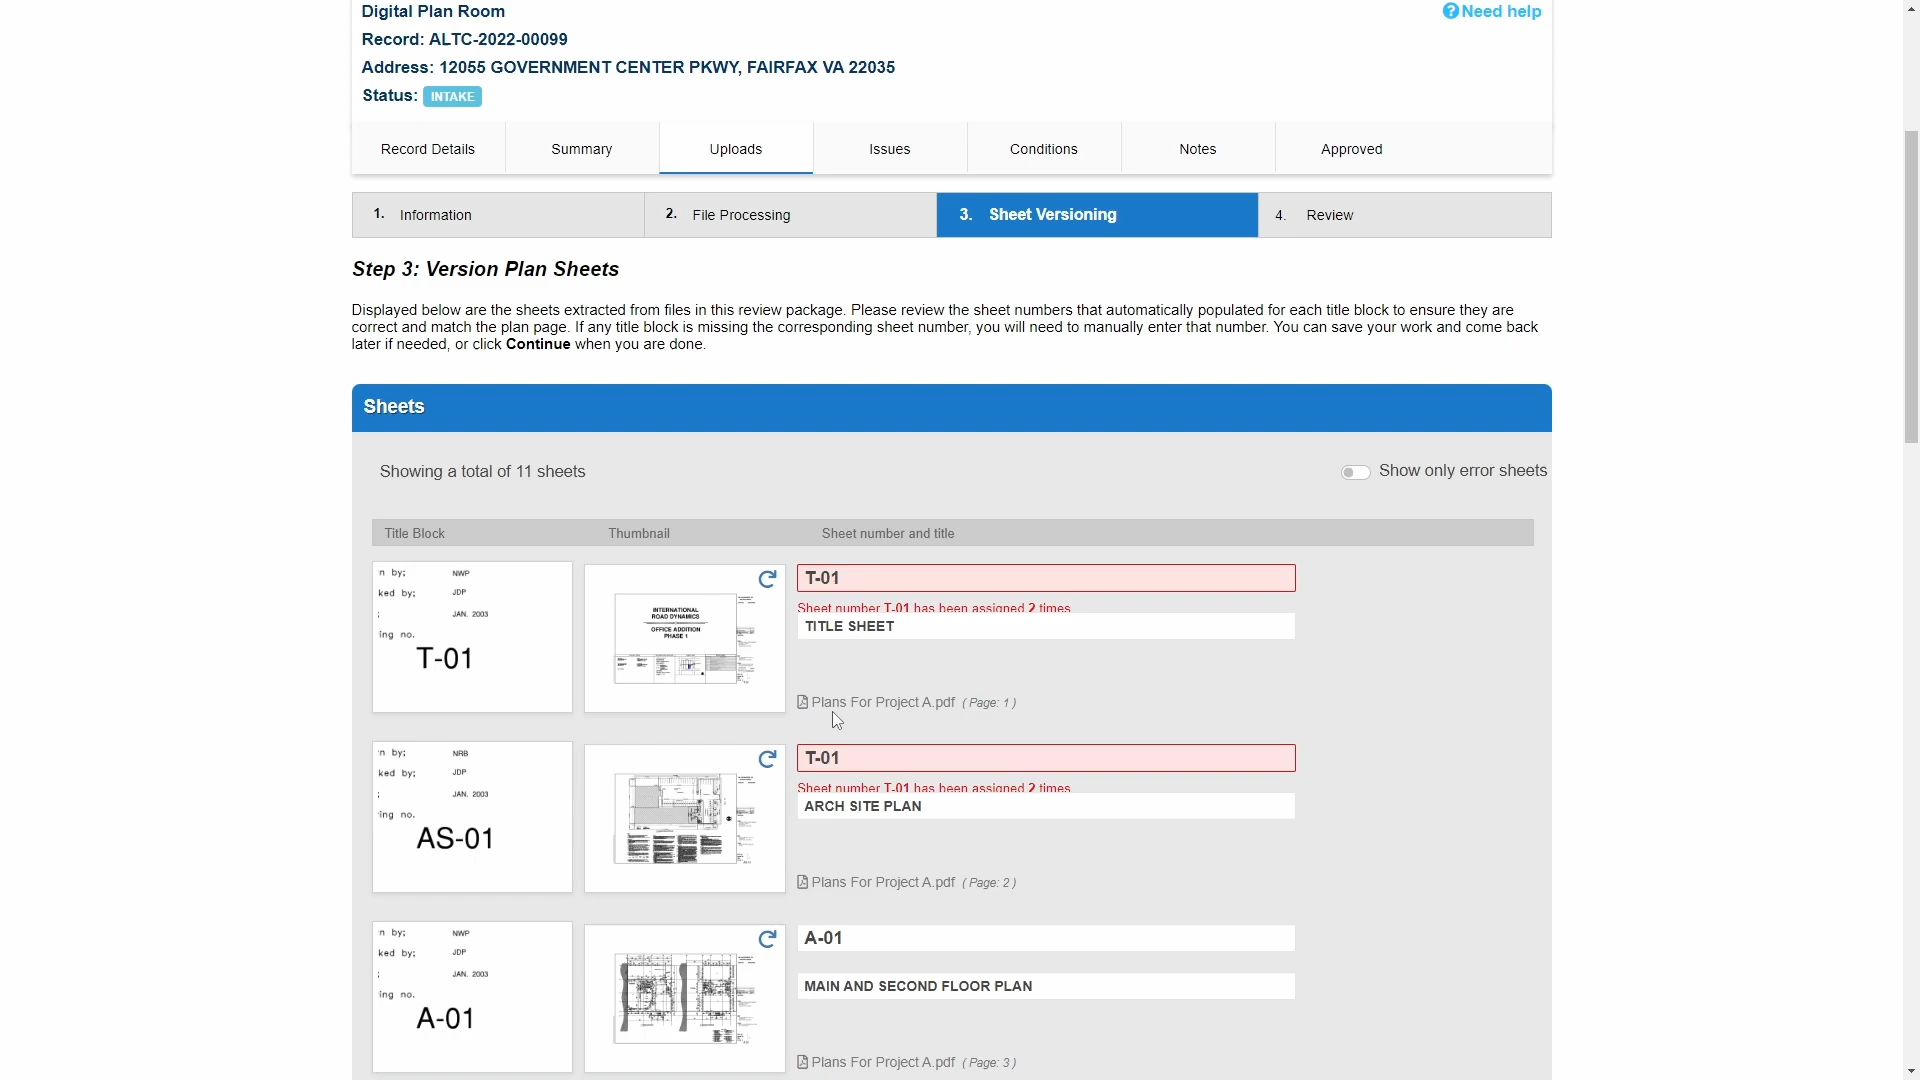 Digital Plan Room
Need help
Record: ALTC-2022-00099
Address: 12055 GOVERNMENT CENTER PKWY, FAIRFAX VA 22035
Status: INTAKE
Record Details
Summary
Uploads
Issues
Conditions
Notes
Approved
1. Information
2. File Processing
3. Sheet Versioning
4. Review
Step 3: Version Plan Sheets
Displayed below are the sheets extracted from files in this review package. Please review the sheet numbers that automatically populated for each title block to ensure they are
correct and match the plan page. If any title block is missing the corresponding sheet number, you will need to manually enter that number. You can save your work and come back
later if needed, or click Continue when you are done.
Sheets
Showing a total of 11 sheets
Show only error sheets
Title Block
Thumbnail
Sheet number and title
n by; NWP
ked by; JDP
; JAN. 2003
ing no.
T-01
INTERNATIONAL
ROAD DYNAMICS
OFFICE ADDITION
PHASE 1
T-01
Sheet number T-01 has been assigned 2 times
TITLE SHEET
Plans For Project A.pdf ( Page: 1 )
n by; NRB
ked by; JDP
; JAN. 2003
ing no.
AS-01
T-01
Sheet number T-01 has been assigned 2 times
ARCH SITE PLAN
Plans For Project A.pdf ( Page: 2 )
n by; NWP
ked by; JDP
; JAN. 2003
ing no.
A-01
A-01
MAIN AND SECOND FLOOR PLAN
Plans For Project A.pdf ( Page: 3 )